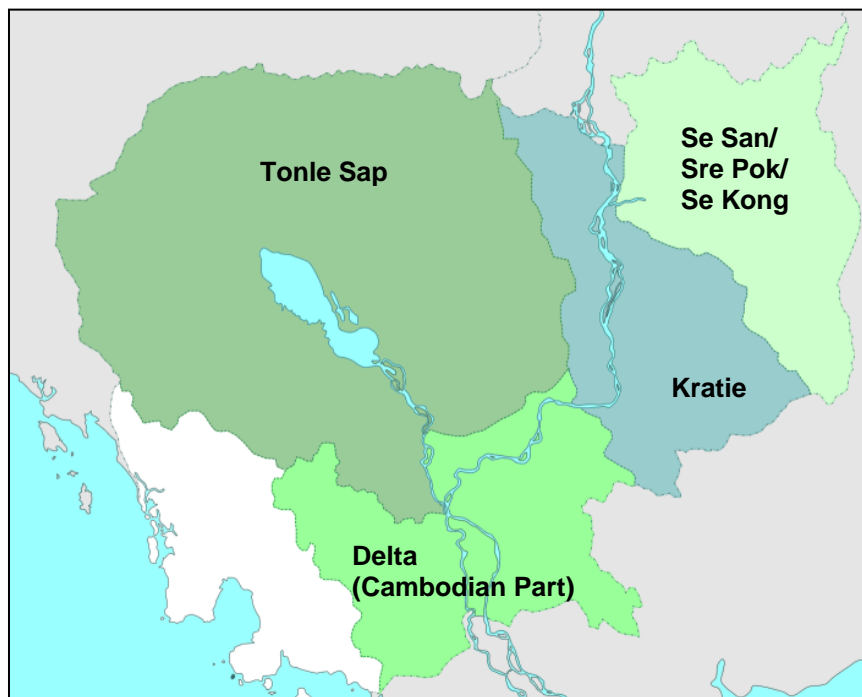 Tonle Sap
Se San/
Sre Pok/
Se Kong
Kratie
Delta
(Cambodian Part)